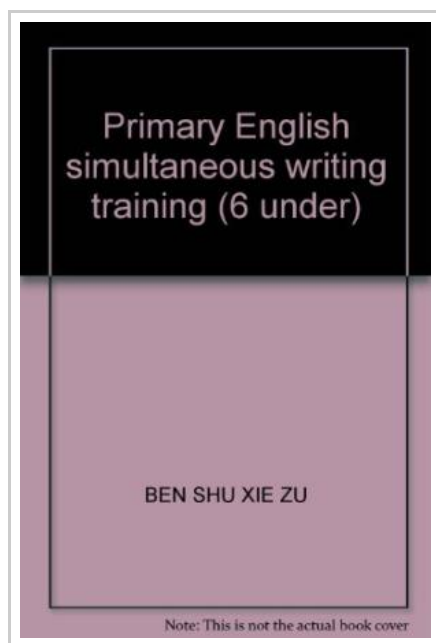 Primary English
simultaneous writing
training (6 under)
BEN SHU XIE ZU
Note: This is not the actual book cover